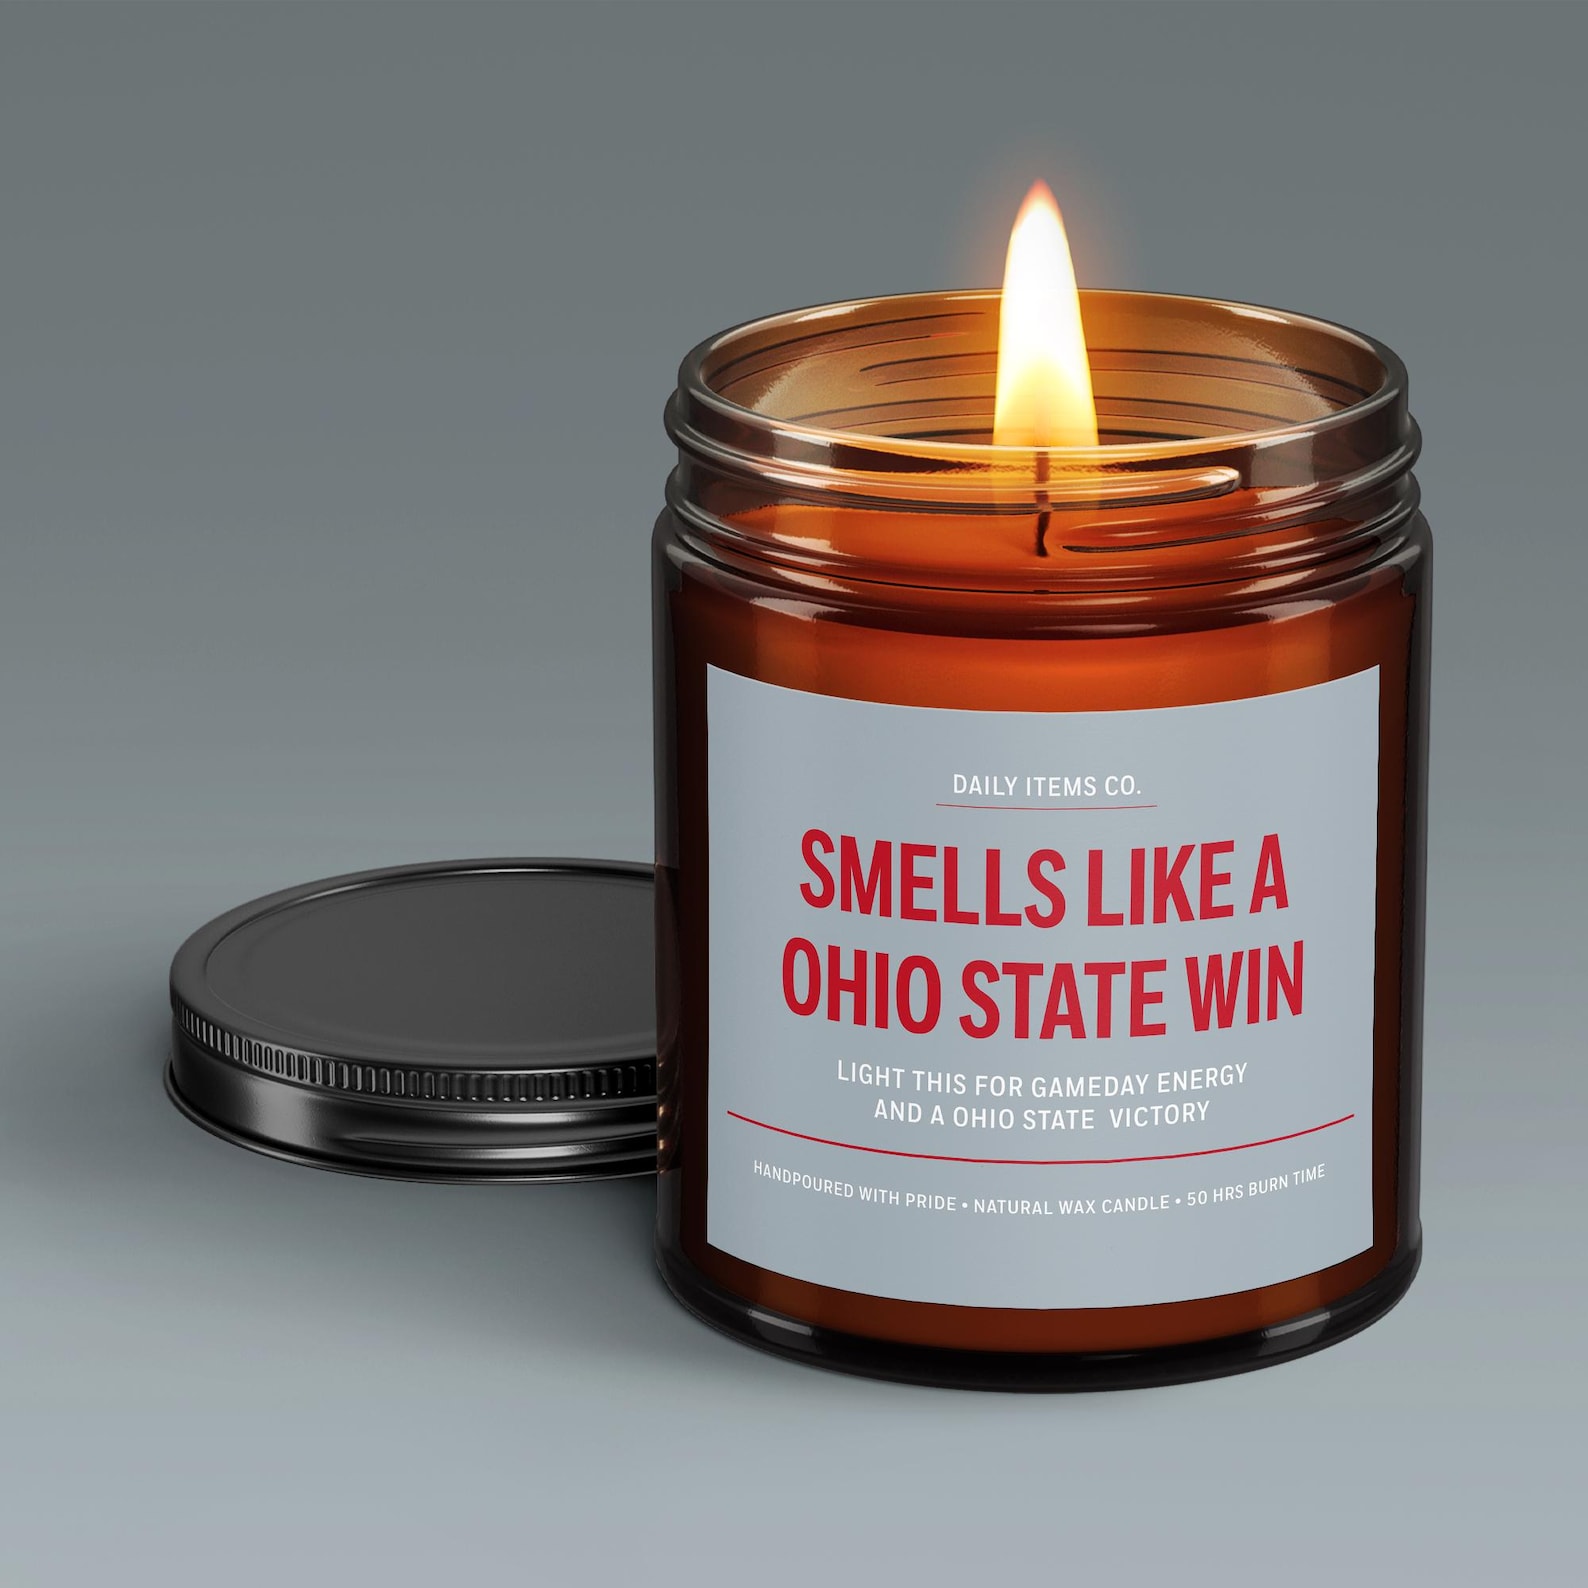 DAILY ITEMS CO.
SMELLS LIKE A
OHIO STATE WIN
LIGHT THIS FOR GAMEDAY ENERGY
AND A OHIO STATE VICTORY
HANDPOURED WITH PRIDE • NATURAL WAX CANDLE • 50 HRS BURN TIME